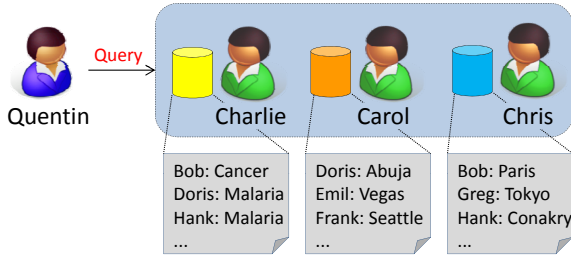 Query
Quentin
Charlie
Carol
Chris
Bob: Cancer
Doris: Malaria
Hank: Malaria
...
Doris: Abuja
Emil: Vegas
Frank: Seattle
...
Bob: Paris
Greg: Tokyo
Hank: Conakry
...